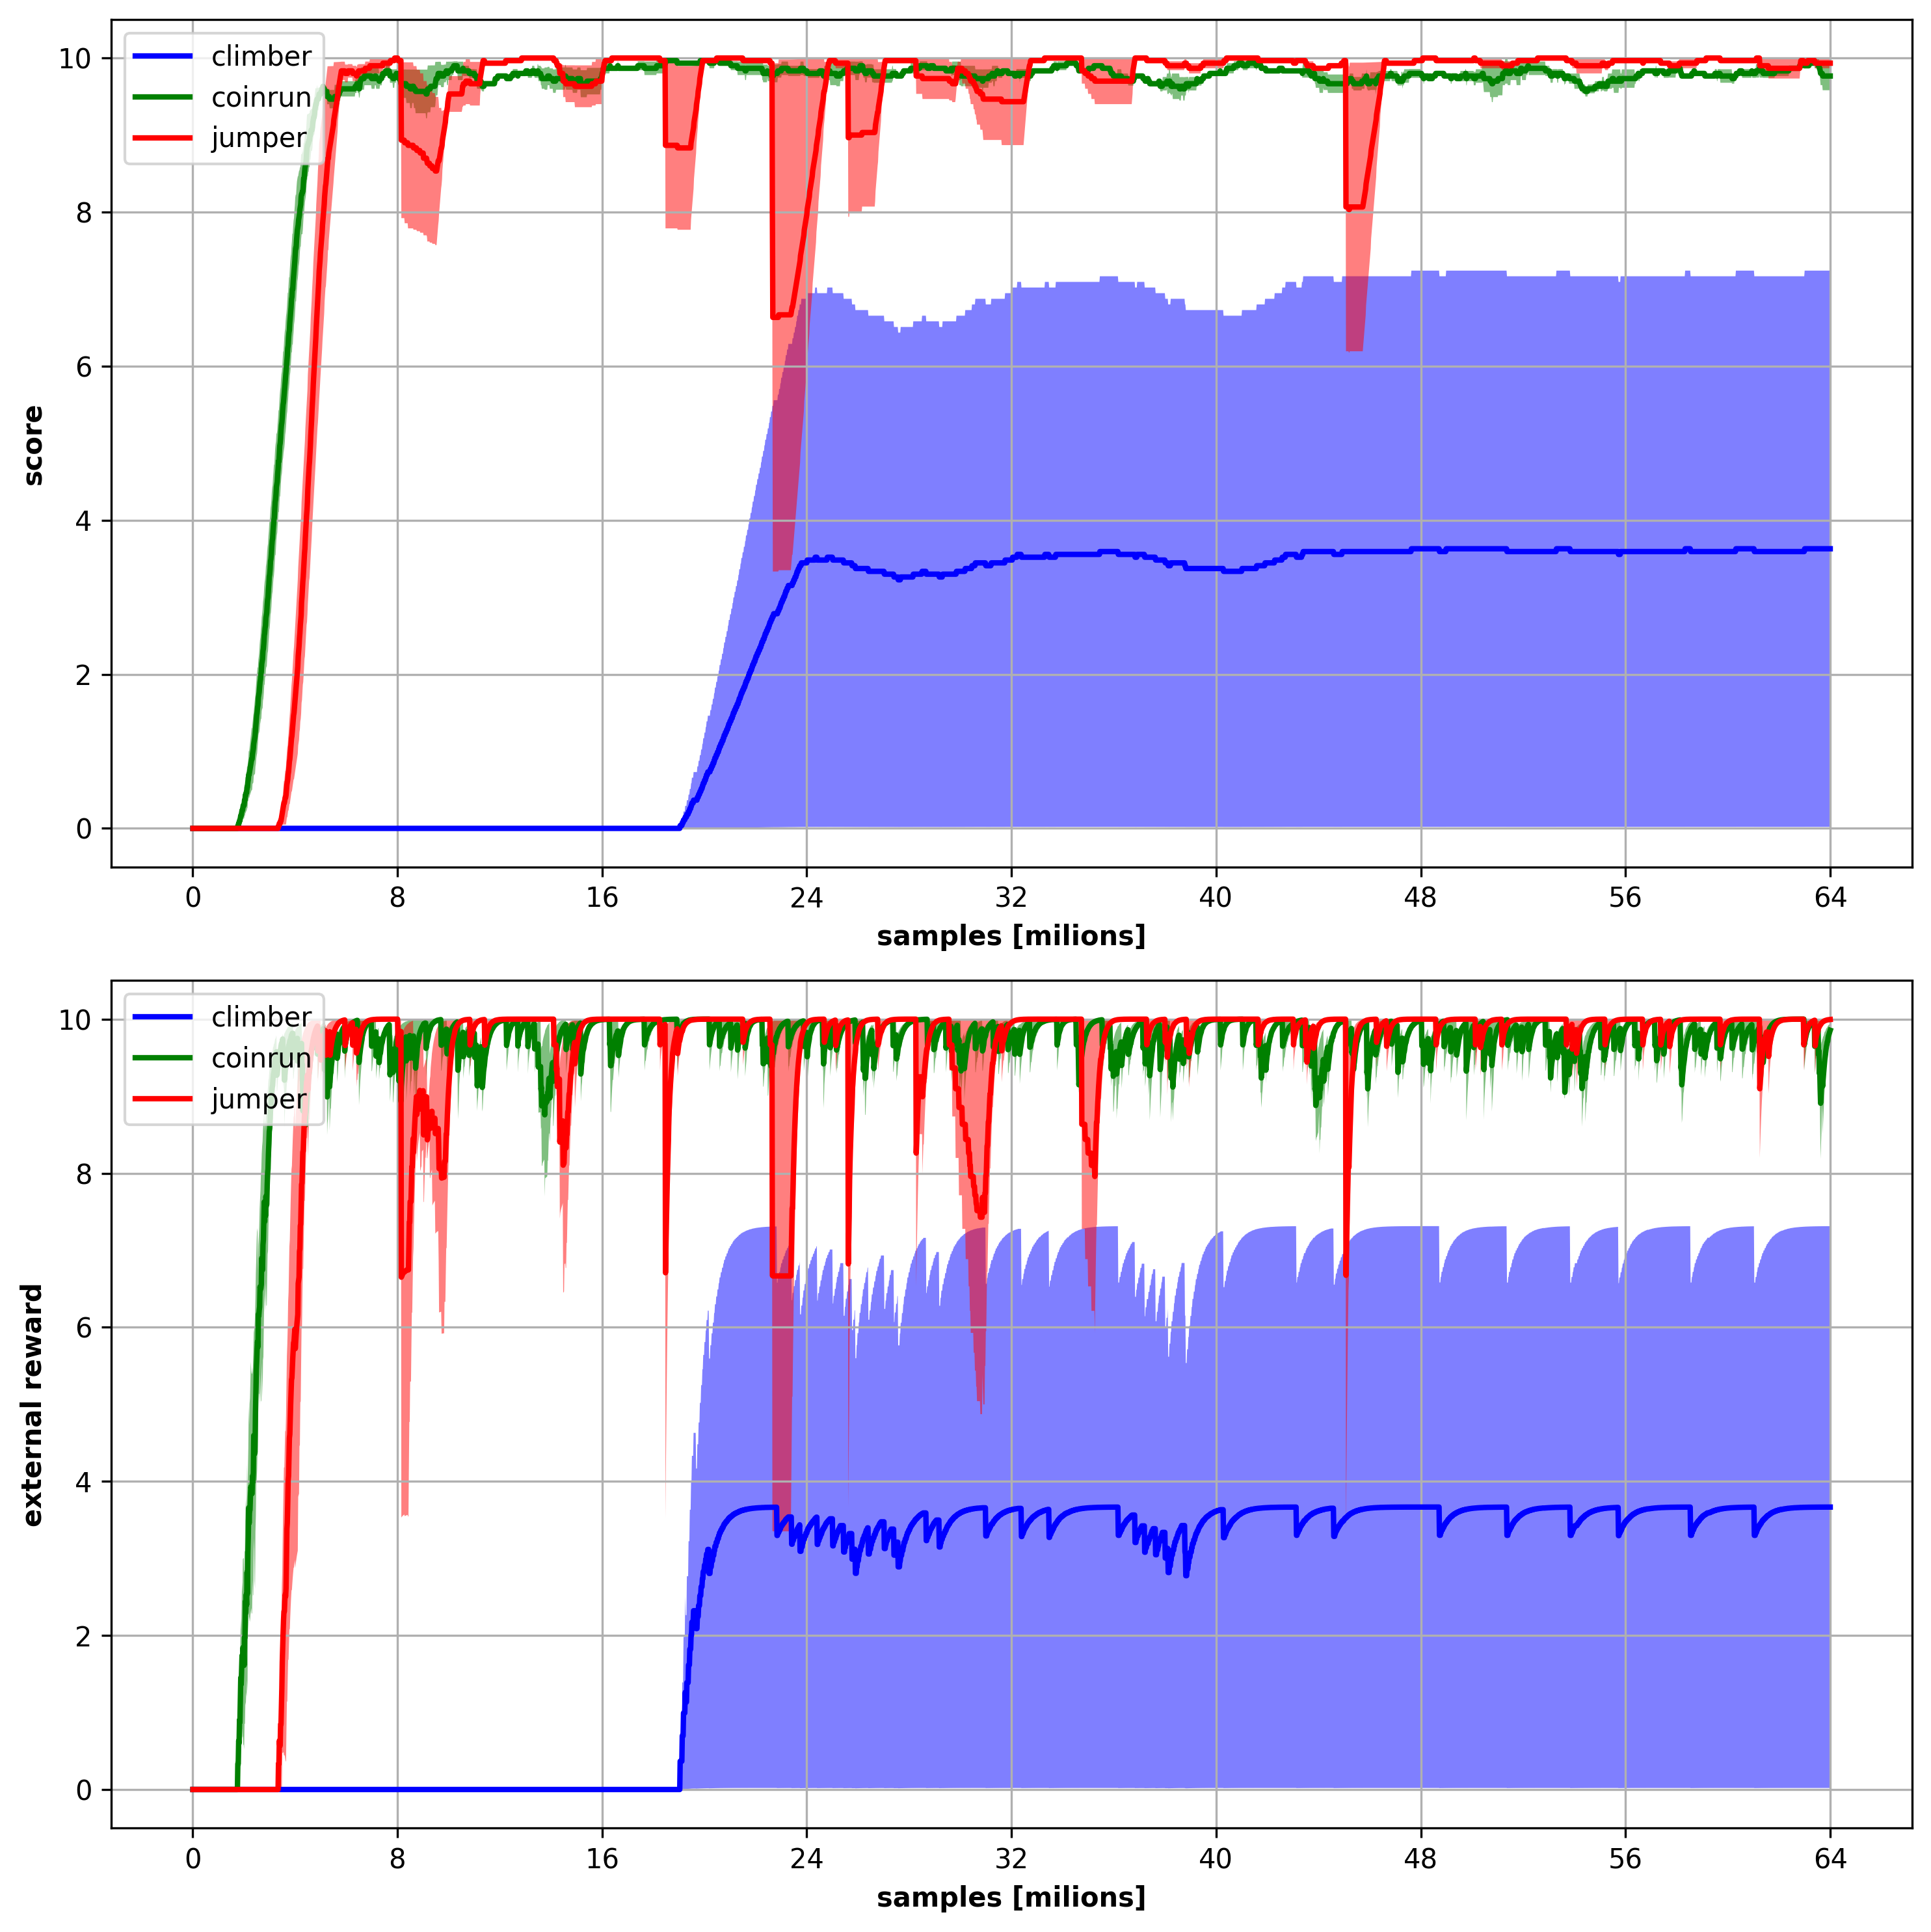 climber
coinrun
jumper
10
8
6
4
2
0
score
0 8 16 24 32 40 48 56 64
samples [milions]
climber
coinrun
jumper
10
8
6
4
2
0
external reward
0 8 16 24 32 40 48 56 64
samples [milions]